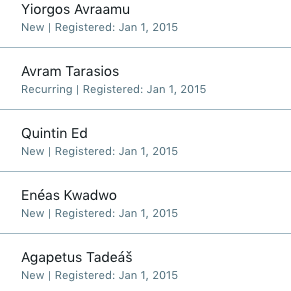 Yiorgos Avraamu
New | Registered: Jan 1, 2015
Avram Tarasios
Recurring | Registered: Jan 1, 2015
Quintin Ed
New | Registered: Jan 1, 2015
Enéas Kwadwo
New | Registered: Jan 1, 2015
Agapetus Tadeáš
New | Registered: Jan 1, 2015